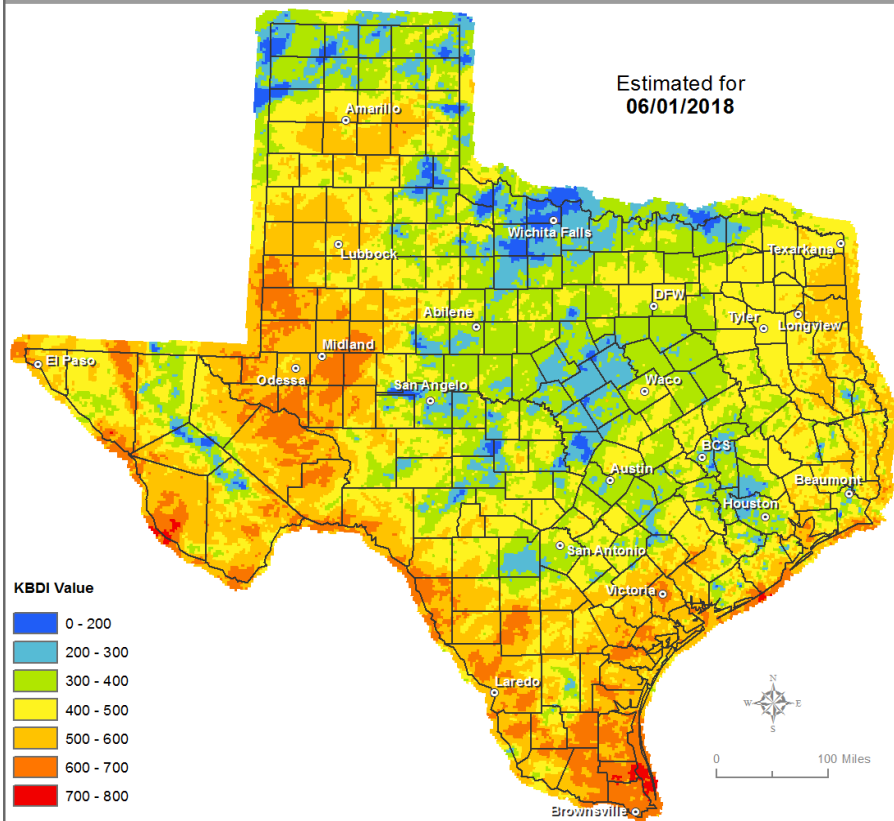 Estimated for
06/01/2018
Amarillo
Wichita Falls
Lubbock
Texarkana
DFW
Abilene
Tyler
Longview
Midland
El Paso
Odessa
San Angelo
Waco
BCS
Austin
Beaumont
Houston
San Antonio
Victoria
Laredo
Brownsville
KBDI Value
0 - 200
200 - 300
300 - 400
400 - 500
500 - 600
600 - 700
700 - 800
N
W
E
S
0
100 Miles